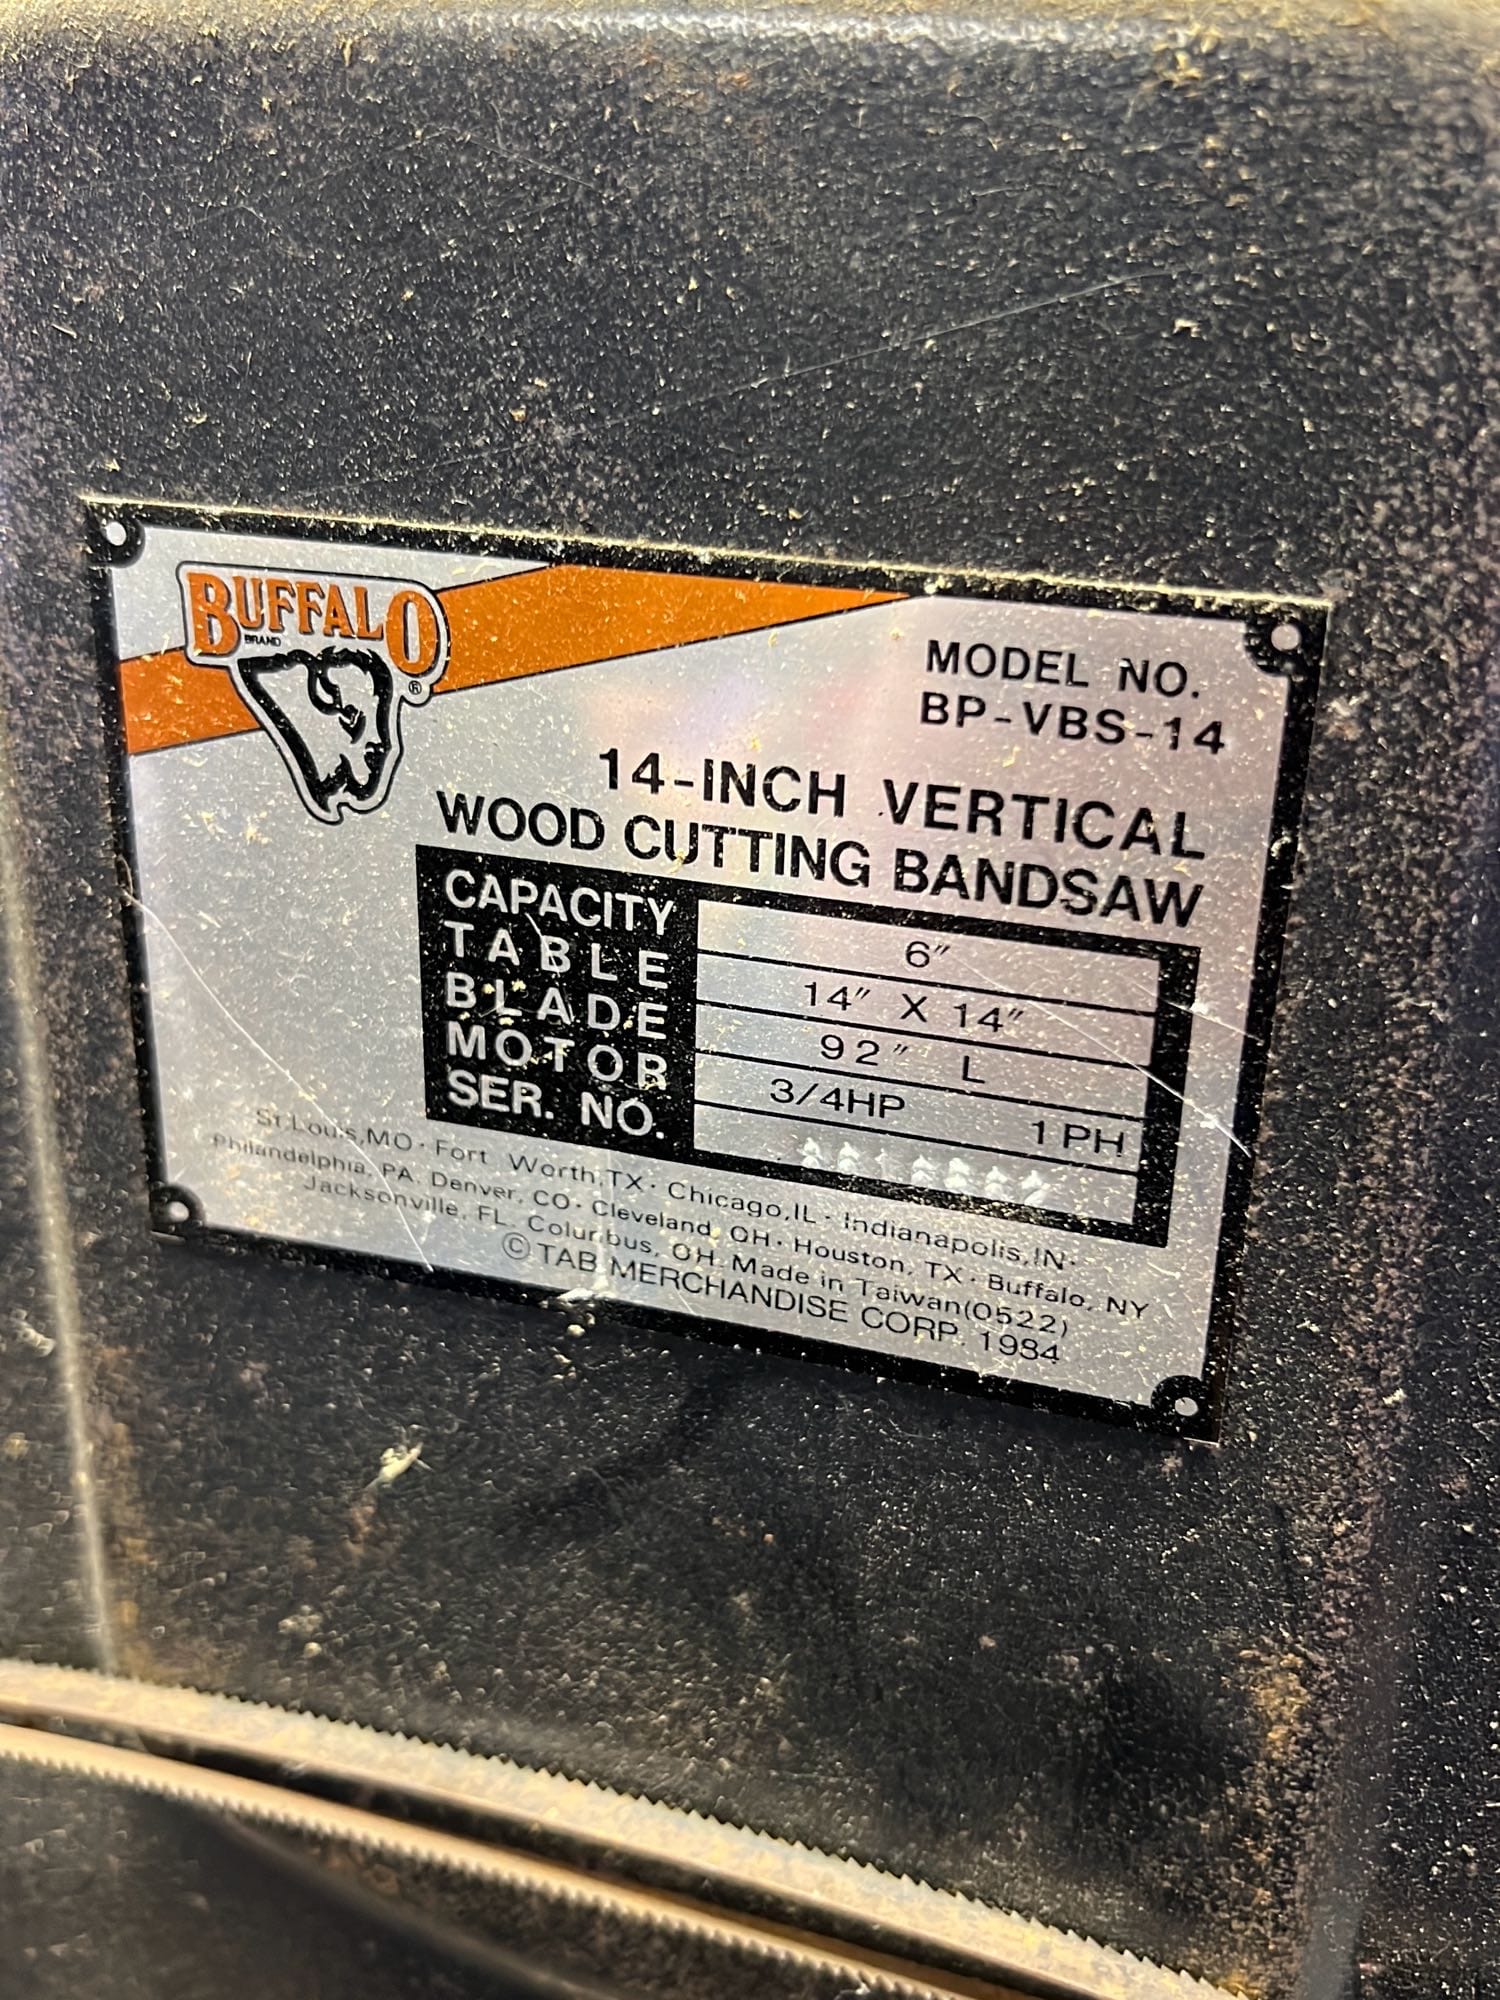 BUFFALO
BRAND
®
MODEL NO.
BP-VBS-14
14-INCH VERTICAL
WOOD CUTTING BANDSAW
CAPACITY 6"
TABLE 14" X 14"
BLADE 92" L
MOTOR 3/4HP 1PH
SER. NO.
St.Louis,MO · Fort Worth,TX · Chicago,IL · Indianapolis,IN ·
Philandelphia, PA. Denver, CO · Cleveland, OH · Houston, TX · Buffalo, NY
Jacksonville, FL. Columbus, OH. Made in Taiwan(0522)
© TAB MERCHANDISE CORP. 1984